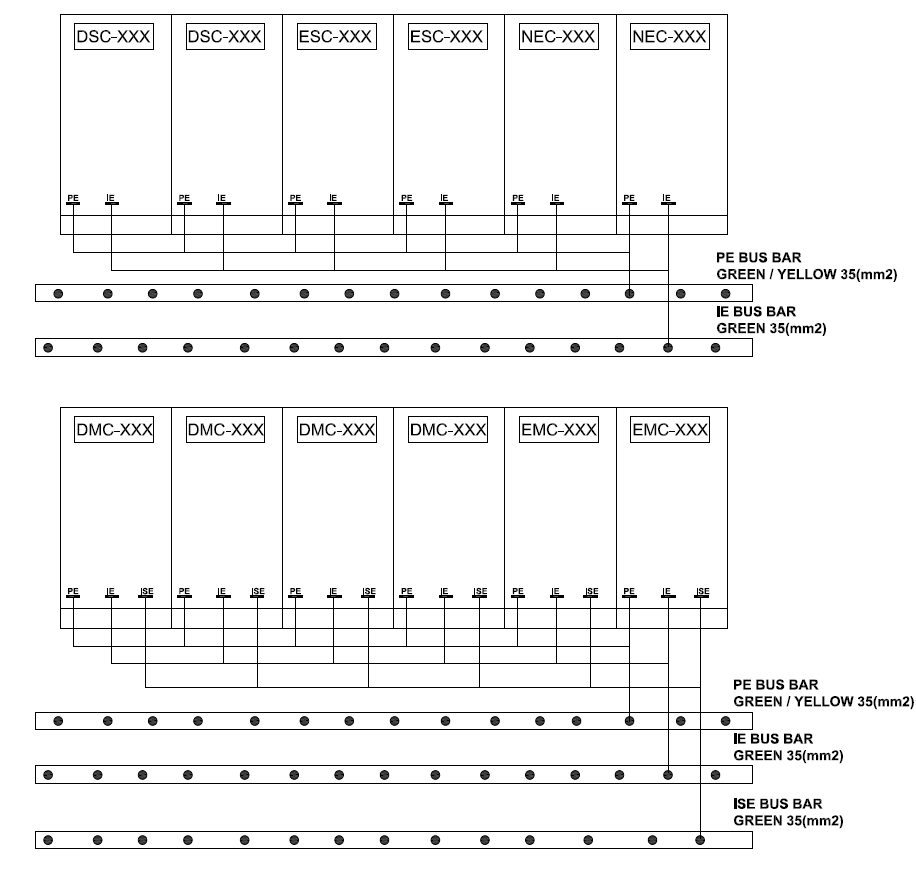 DSC-XXX DSC-XXX ESC-XXX ESC-XXX NEC-XXX NEC-XXX
PE IE PE IE PE IE PE IE PE IE PE IE
PE BUS BAR
GREEN / YELLOW 35(mm2)
IE BUS BAR
GREEN 35(mm2)
DMC-XXX DMC-XXX DMC-XXX DMC-XXX EMC-XXX EMC-XXX
PE IE ISE PE IE ISE PE IE ISE PE IE ISE PE IE ISE PE IE ISE
PE BUS BAR
GREEN / YELLOW 35(mm2)
IE BUS BAR
GREEN 35(mm2)
ISE BUS BAR
GREEN 35(mm2)